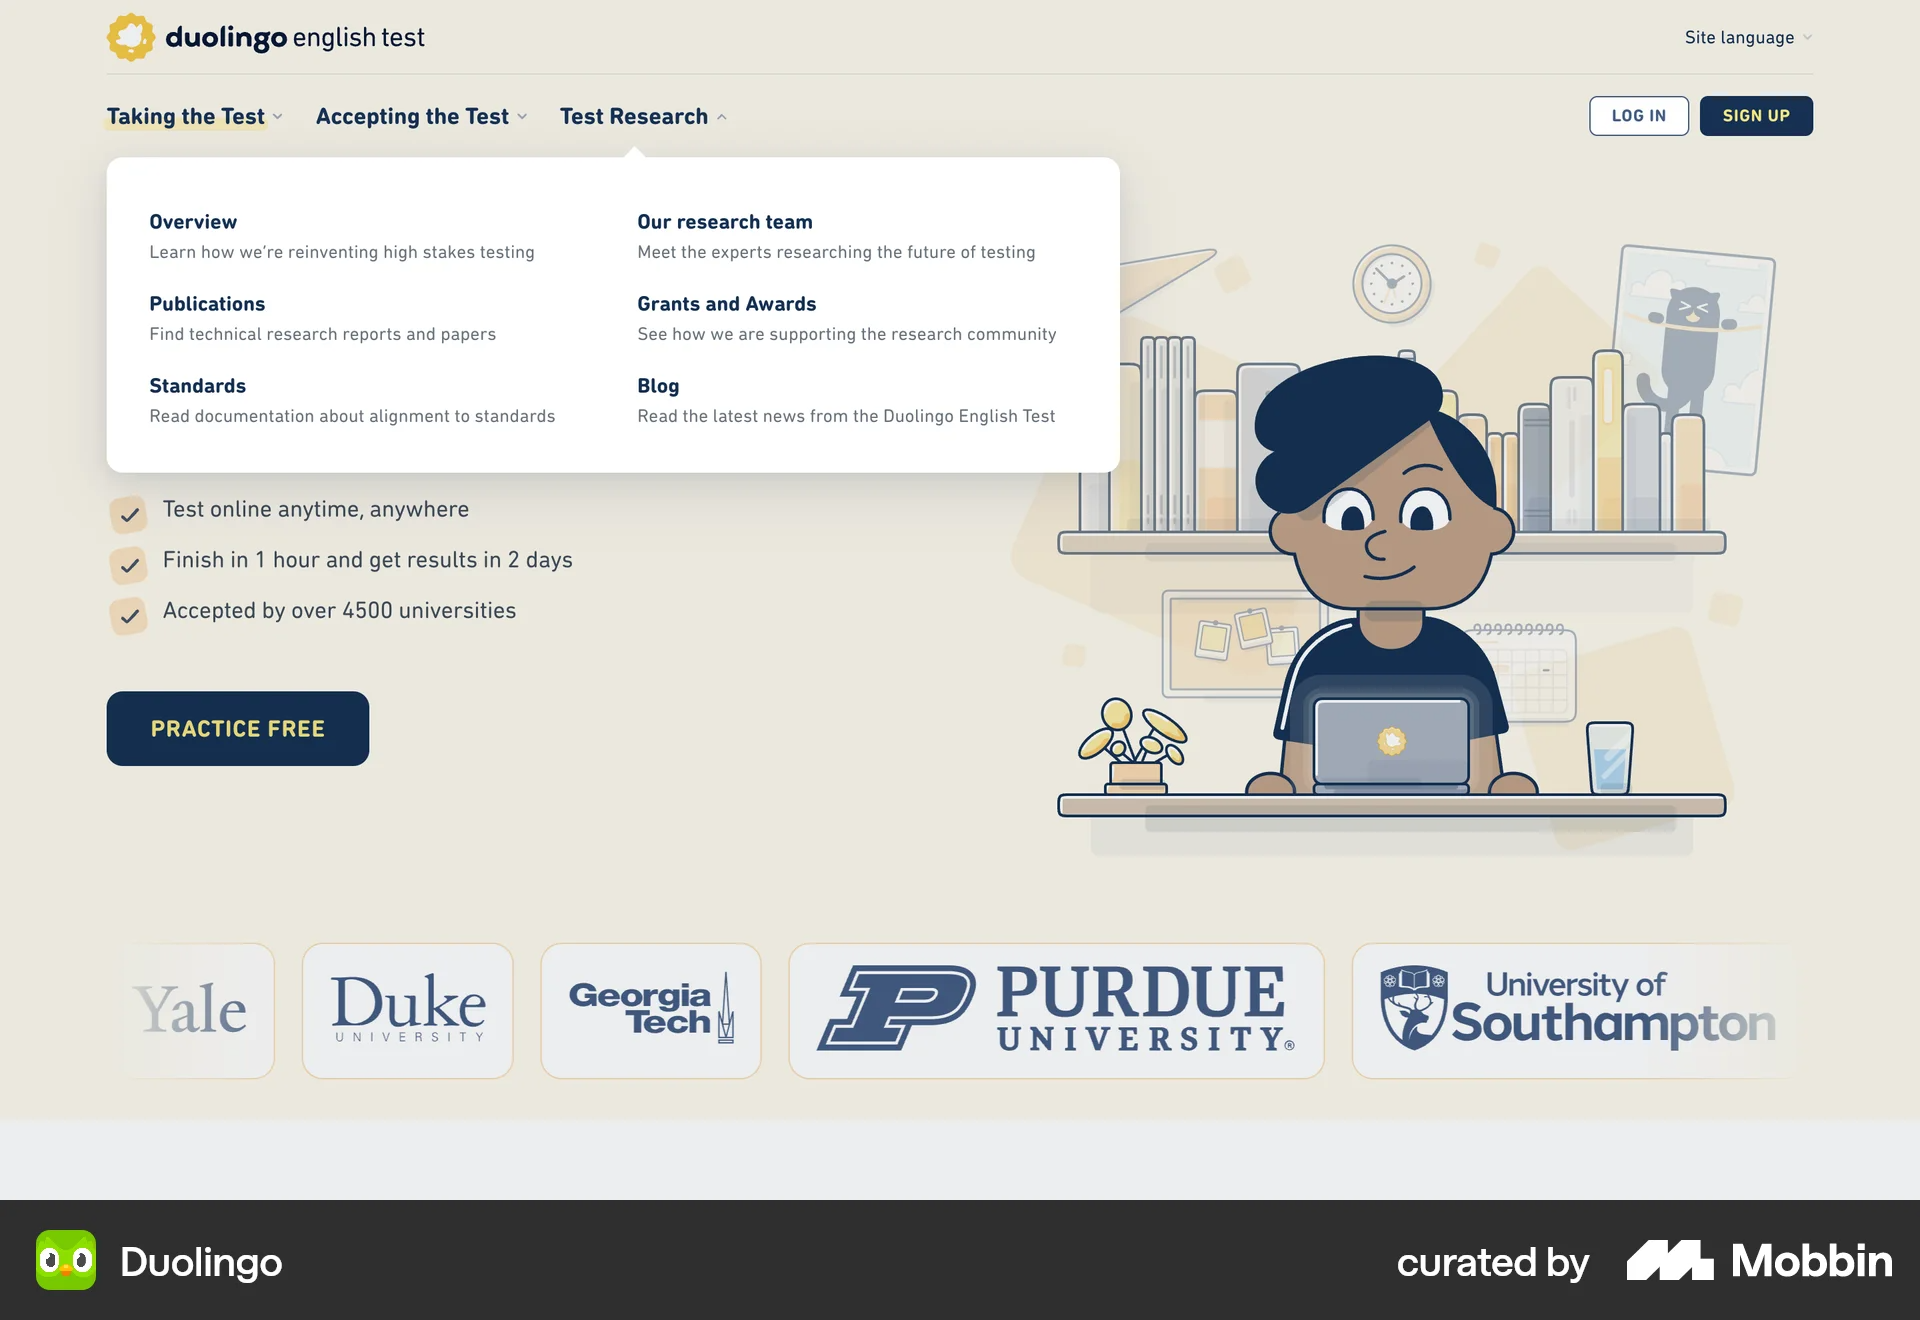 duolingo english test
Site language
Taking the Test
Accepting the Test
Test Research
LOG IN
SIGN UP
Overview
Learn how we’re reinventing high stakes testing
Publications
Find technical research reports and papers
Standards
Read documentation about alignment to standards
Our research team
Meet the experts researching the future of testing
Grants and Awards
See how we are supporting the research community
Blog
Read the latest news from the Duolingo English Test
Test online anytime, anywhere
Finish in 1 hour and get results in 2 days
Accepted by over 4500 universities
PRACTICE FREE
Yale
Duke
UNIVERSITY
Georgia
Tech
P
PURDUE
UNIVERSITY®
University of
Southampton
Duolingo
curated by Mobbin